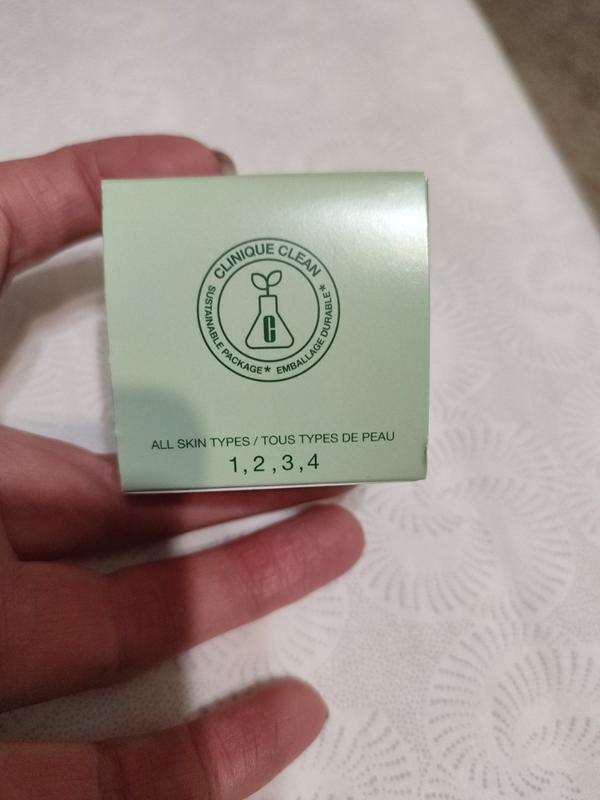 CLINIQUE CLEAN
SUSTAINABLE PACKAGE* EMBALLAGE DURABLE*
C
ALL SKIN TYPES / TOUS TYPES DE PEAU
1,2,3,4